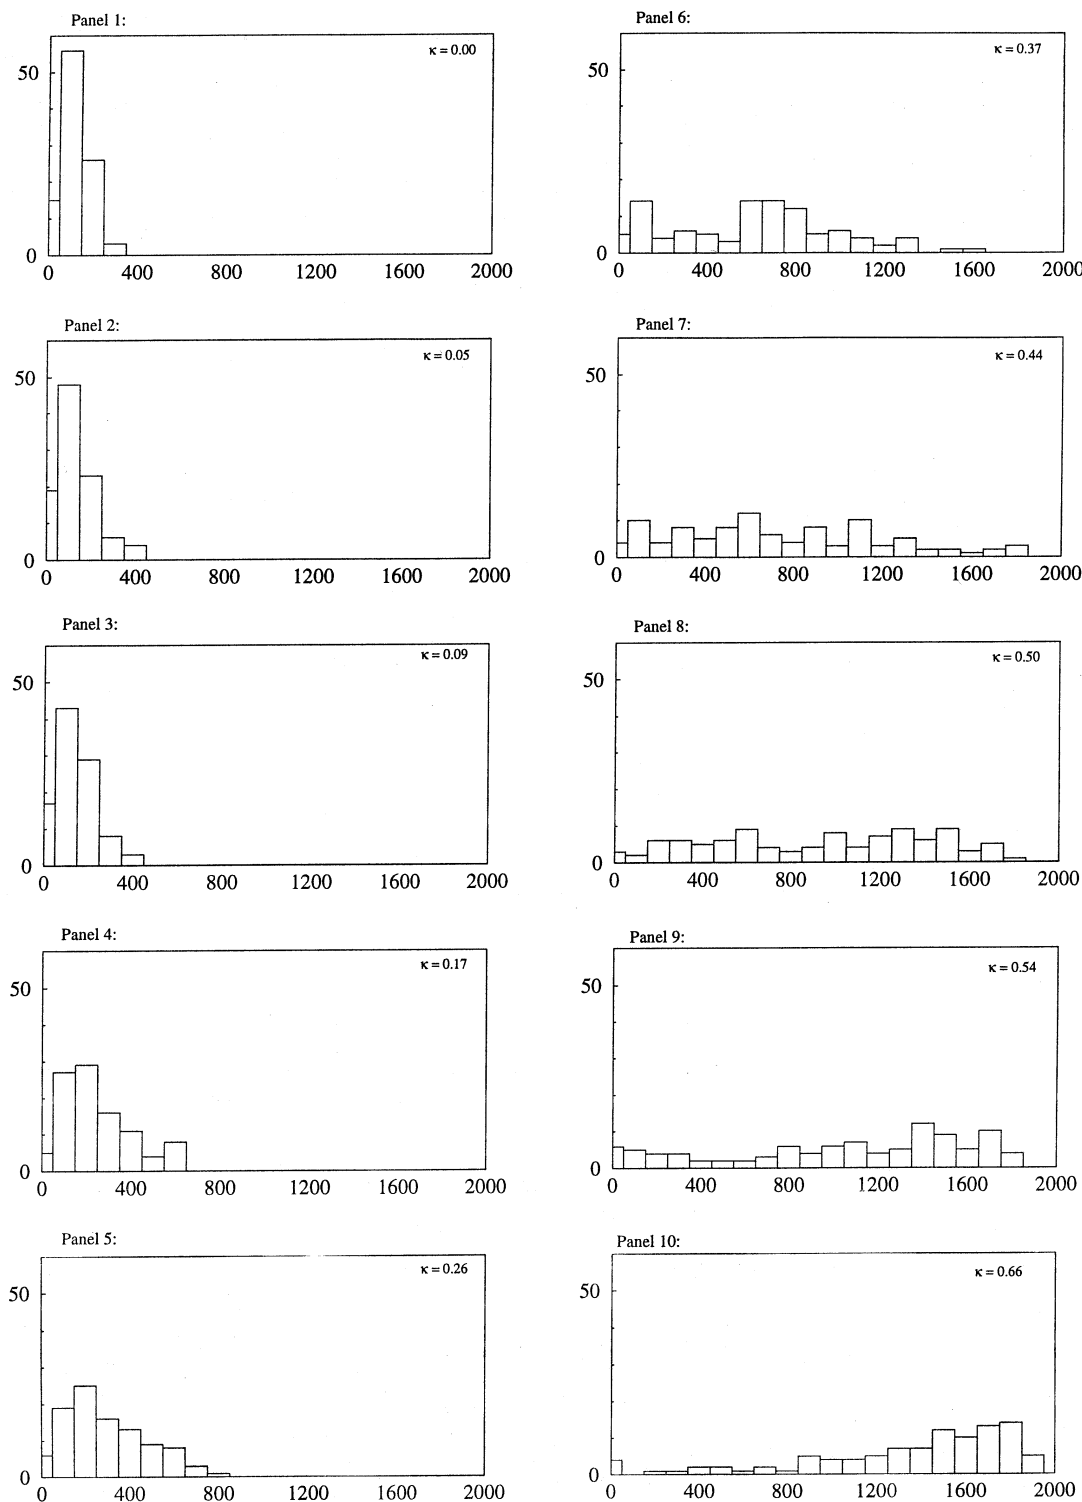 Panel 1:
κ = 0.00
50
0
0 400 800 1200 1600 2000
Panel 2:
κ = 0.05
50
0
0 400 800 1200 1600 2000
Panel 3:
κ = 0.09
50
0
0 400 800 1200 1600 2000
Panel 4:
κ = 0.17
50
0
0 400 800 1200 1600 2000
Panel 5:
κ = 0.26
50
0
0 400 800 1200 1600 2000
Panel 6:
κ = 0.37
50
0
0 400 800 1200 1600 2000
Panel 7:
κ = 0.44
50
0
0 400 800 1200 1600 2000
Panel 8:
κ = 0.50
50
0
0 400 800 1200 1600 2000
Panel 9:
κ = 0.54
50
0
0 400 800 1200 1600 2000
Panel 10:
κ = 0.66
50
0
0 400 800 1200 1600 2000